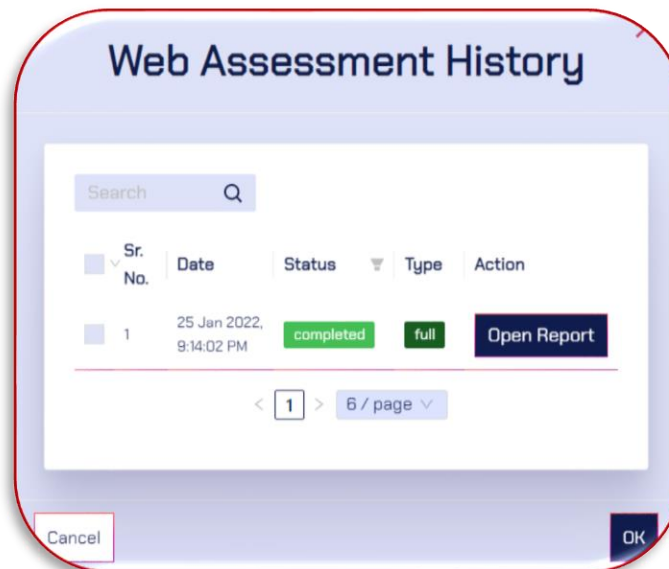 Web Assessment History
Search
Sr. No. Date Status Type Action
1 25 Jan 2022, 9:14:02 PM completed full Open Report
< 1 > 6 / page
Cancel OK